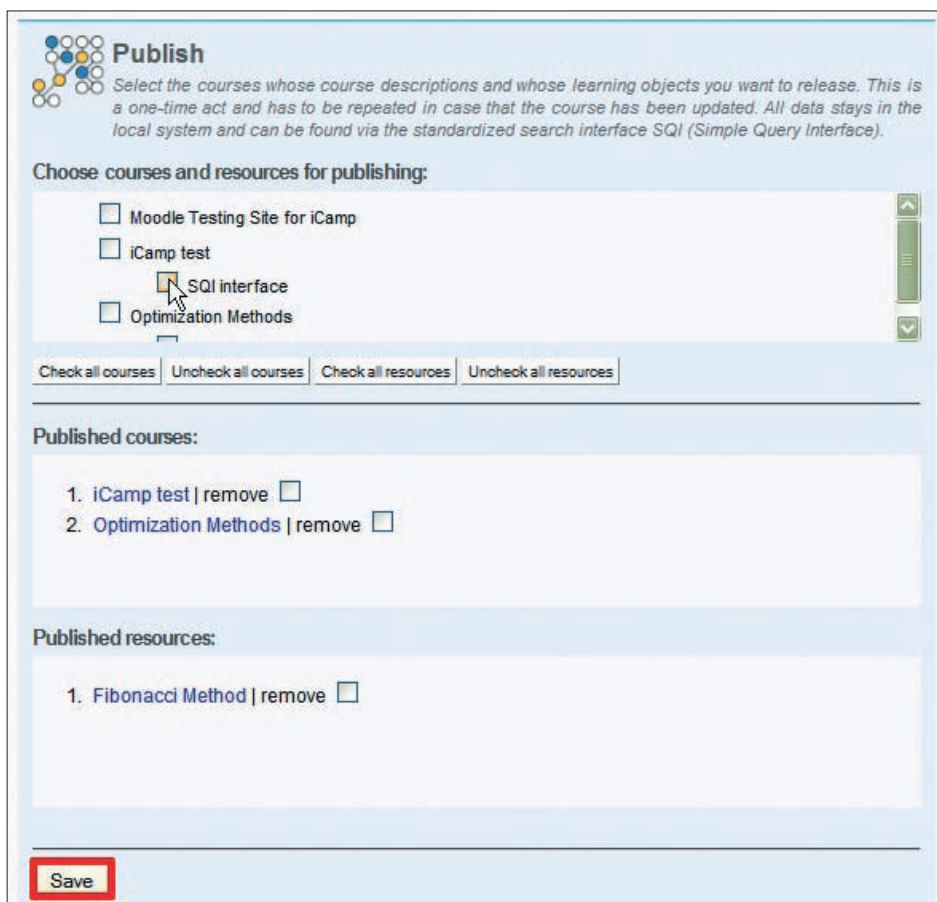 Publish
Select the courses whose course descriptions and whose learning objects you want to release. This is
a one-time act and has to be repeated in case that the course has been updated. All data stays in the
local system and can be found via the standardized search interface SQI (Simple Query Interface).
Choose courses and resources for publishing:
Moodle Testing Site for iCamp
iCamp test
SQI interface
Optimization Methods
Check all courses Uncheck all courses Check all resources Uncheck all resources
Published courses:
1. iCamp test | remove
2. Optimization Methods | remove
Published resources:
1. Fibonacci Method | remove
Save